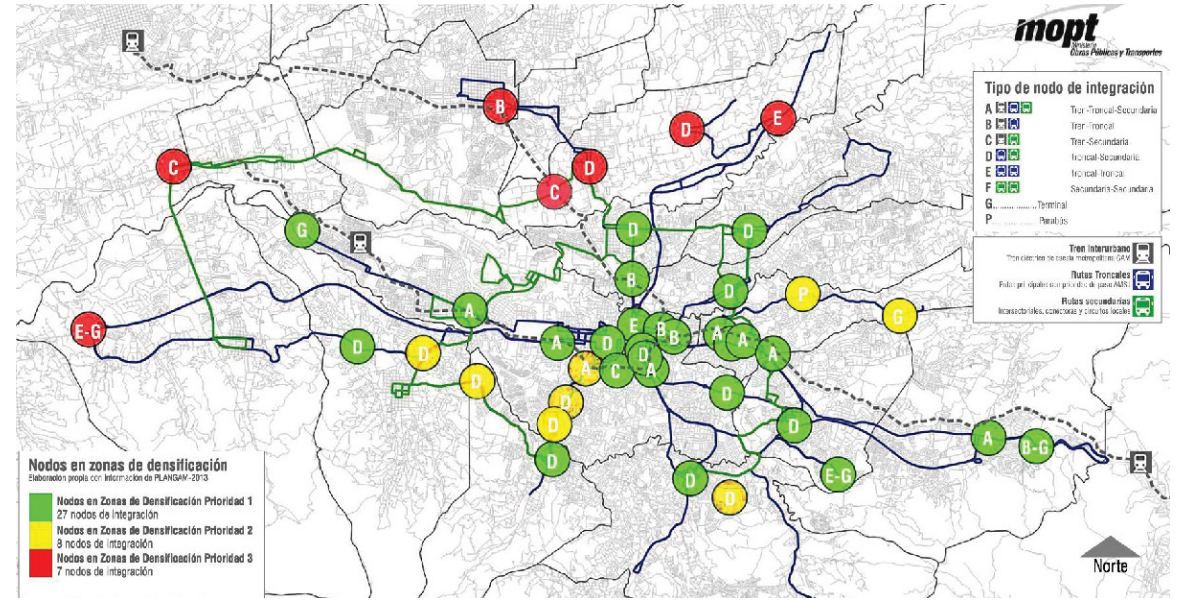 mopt
Ministerio
Obras Públicas y Transportes
Tipo de nodo de integración
A Tren-Troncal-Secundaria
B Tren-Troncal
C Tren-Secundaria
D Troncal-Secundaria
E Troncal-Troncal
F Secundaria-Secundaria
G Terminal
P Parabús
Tren Interurbano
Rutas Troncales
Rutas secundarias
Intersectoriales, conectoras y circuitos locales
B
D
E
C
D
C
G
D
D
B
D
P
G
A
E-G
E
B
B
A
A
A
D
D
A
D
D
C
A
A
D
D
D
D
D
D
A
B-G
D
D
E-G
D
Nodos en zonas de densificación
Elaboración propia con información de PLANGAM-2013
Nodos en Zonas de Densificación Prioridad 1
27 nodos de integración
Nodos en Zonas de Densificación Prioridad 2
8 nodos de integración
Nodos en Zonas de Densificación Prioridad 3
7 nodos de integración
Norte